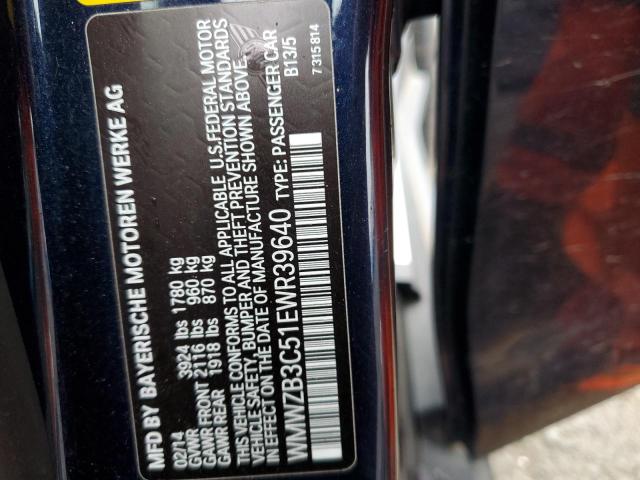 MFD BY BAYERISCHE MOTOREN WERKE AG
02/14
GVWR 3924 lbs 1780 kg
GAWR FRONT 2116 lbs 960 kg
GAWR REAR 1918 lbs 870 kg
THIS VEHICLE CONFORMS TO ALL APPLICABLE U.S. FEDERAL MOTOR
VEHICLE SAFETY, BUMPER AND THEFT PREVENTION STANDARDS
IN EFFECT ON THE DATE OF MANUFACTURE SHOWN ABOVE.
WMWZB3C51EWR39640 TYPE: PASSENGER CAR
B13/5
7 315 814